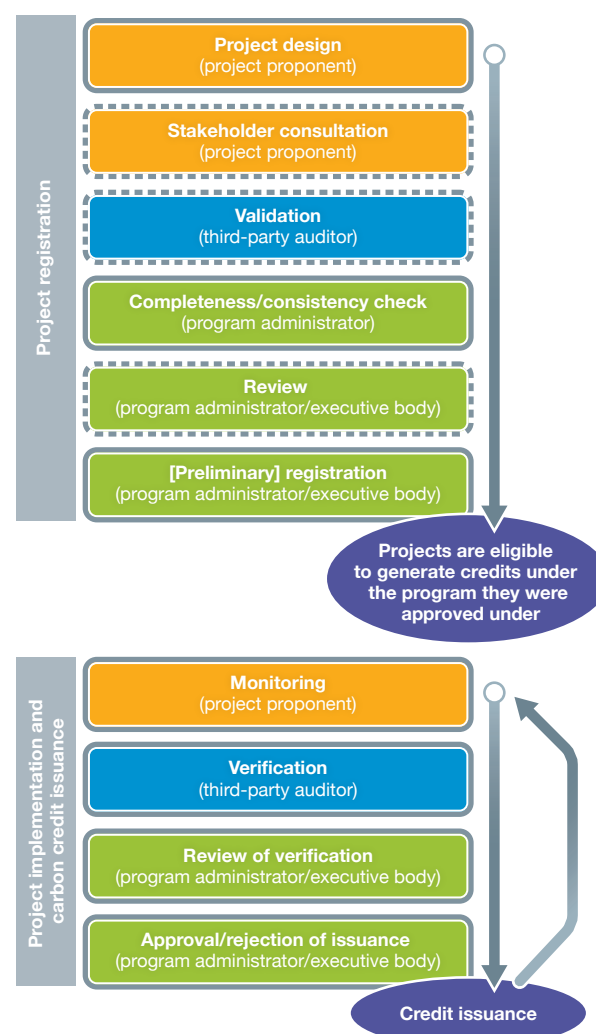 Project registration
Project design
(project proponent)
Stakeholder consultation
(project proponent)
Validation
(third-party auditor)
Completeness/consistency check
(program administrator)
Review
(program administrator/executive body)
[Preliminary] registration
(program administrator/executive body)
Projects are eligible
to generate credits under
the program they were
approved under
Project implementation and
carbon credit issuance
Monitoring
(project proponent)
Verification
(third-party auditor)
Review of verification
(program administrator/executive body)
Approval/rejection of issuance
(program administrator/executive body)
Credit issuance